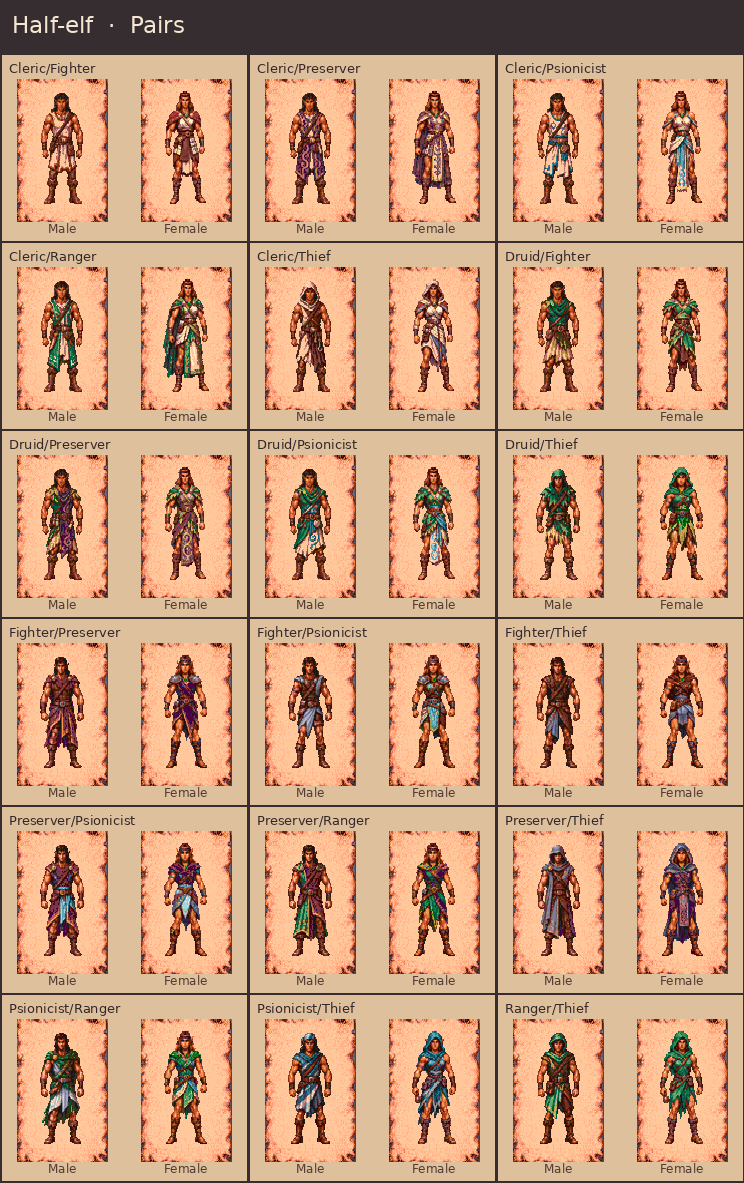 Half-elf · Pairs
Cleric/Fighter
Male Female
Cleric/Preserver
Male Female
Cleric/Psionicist
Male Female
Cleric/Ranger
Male Female
Cleric/Thief
Male Female
Druid/Fighter
Male Female
Druid/Preserver
Male Female
Druid/Psionicist
Male Female
Druid/Thief
Male Female
Fighter/Preserver
Male Female
Fighter/Psionicist
Male Female
Fighter/Thief
Male Female
Preserver/Psionicist
Male Female
Preserver/Ranger
Male Female
Preserver/Thief
Male Female
Psionicist/Ranger
Male Female
Psionicist/Thief
Male Female
Ranger/Thief
Male Female